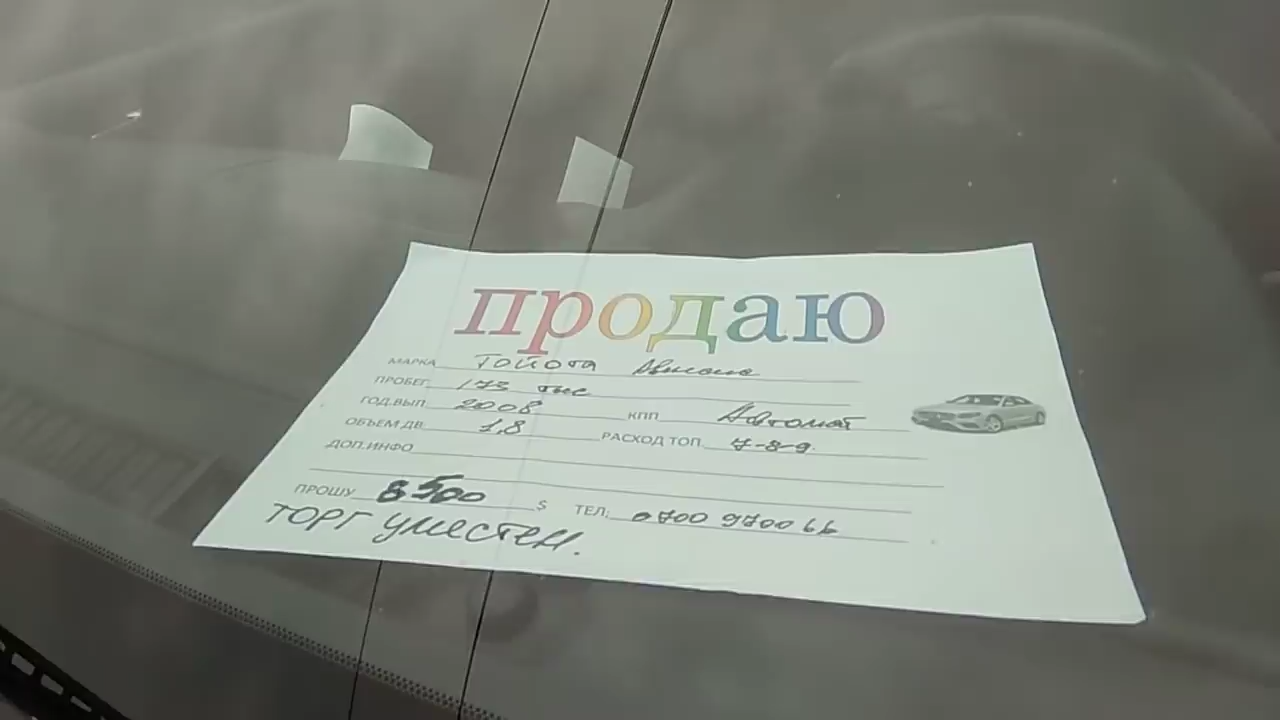 продаю
МАРКА Тойота Авенсис
ПРОБЕГ 173 тыс
ГОД.ВЫП. 2008 КПП Автомат
ОБЪЕМ ДВ. 1,8 РАСХОД ТОП. 7-8-9.
ДОП.ИНФО
ПРОШУ 8500 $ ТЕЛ: 0700 970066
ТОРГ уместен.